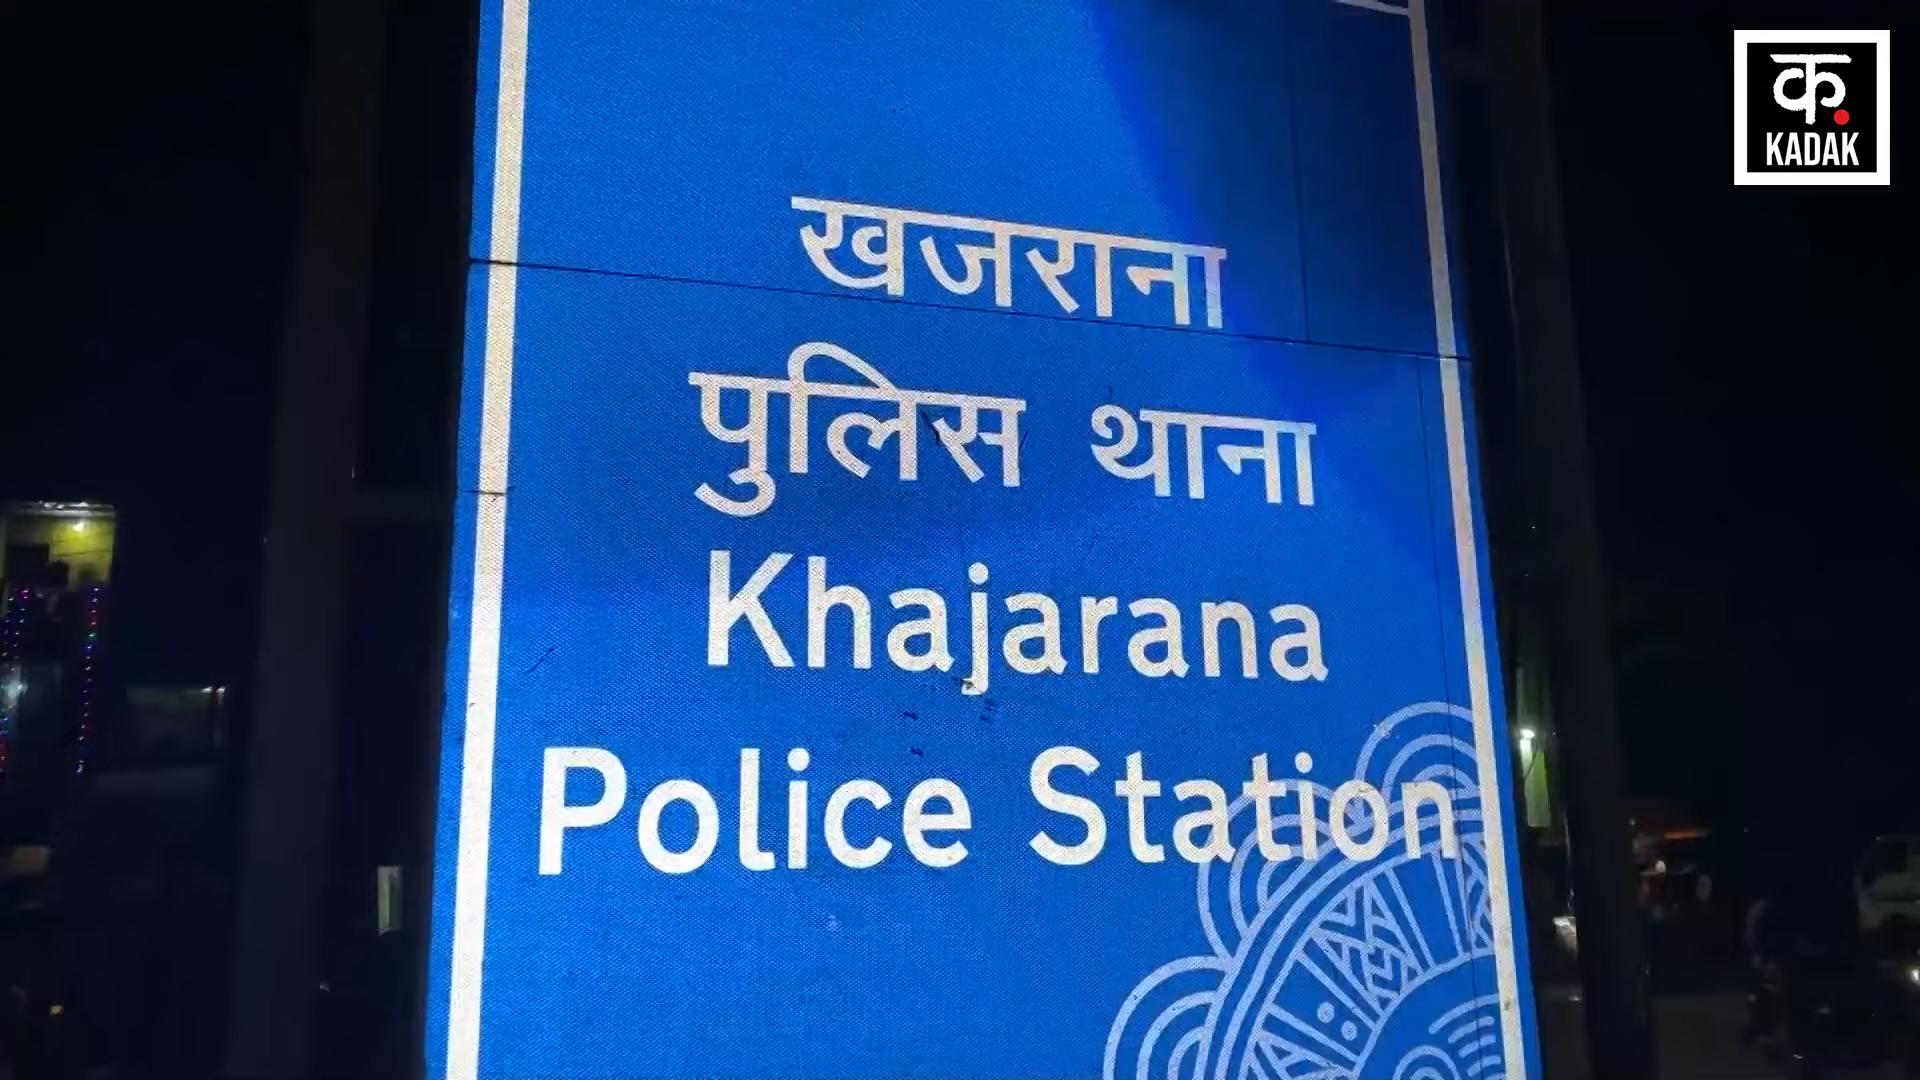 क.
KADAK
खजराना
पुलिस थाना
Khajarana
Police Station